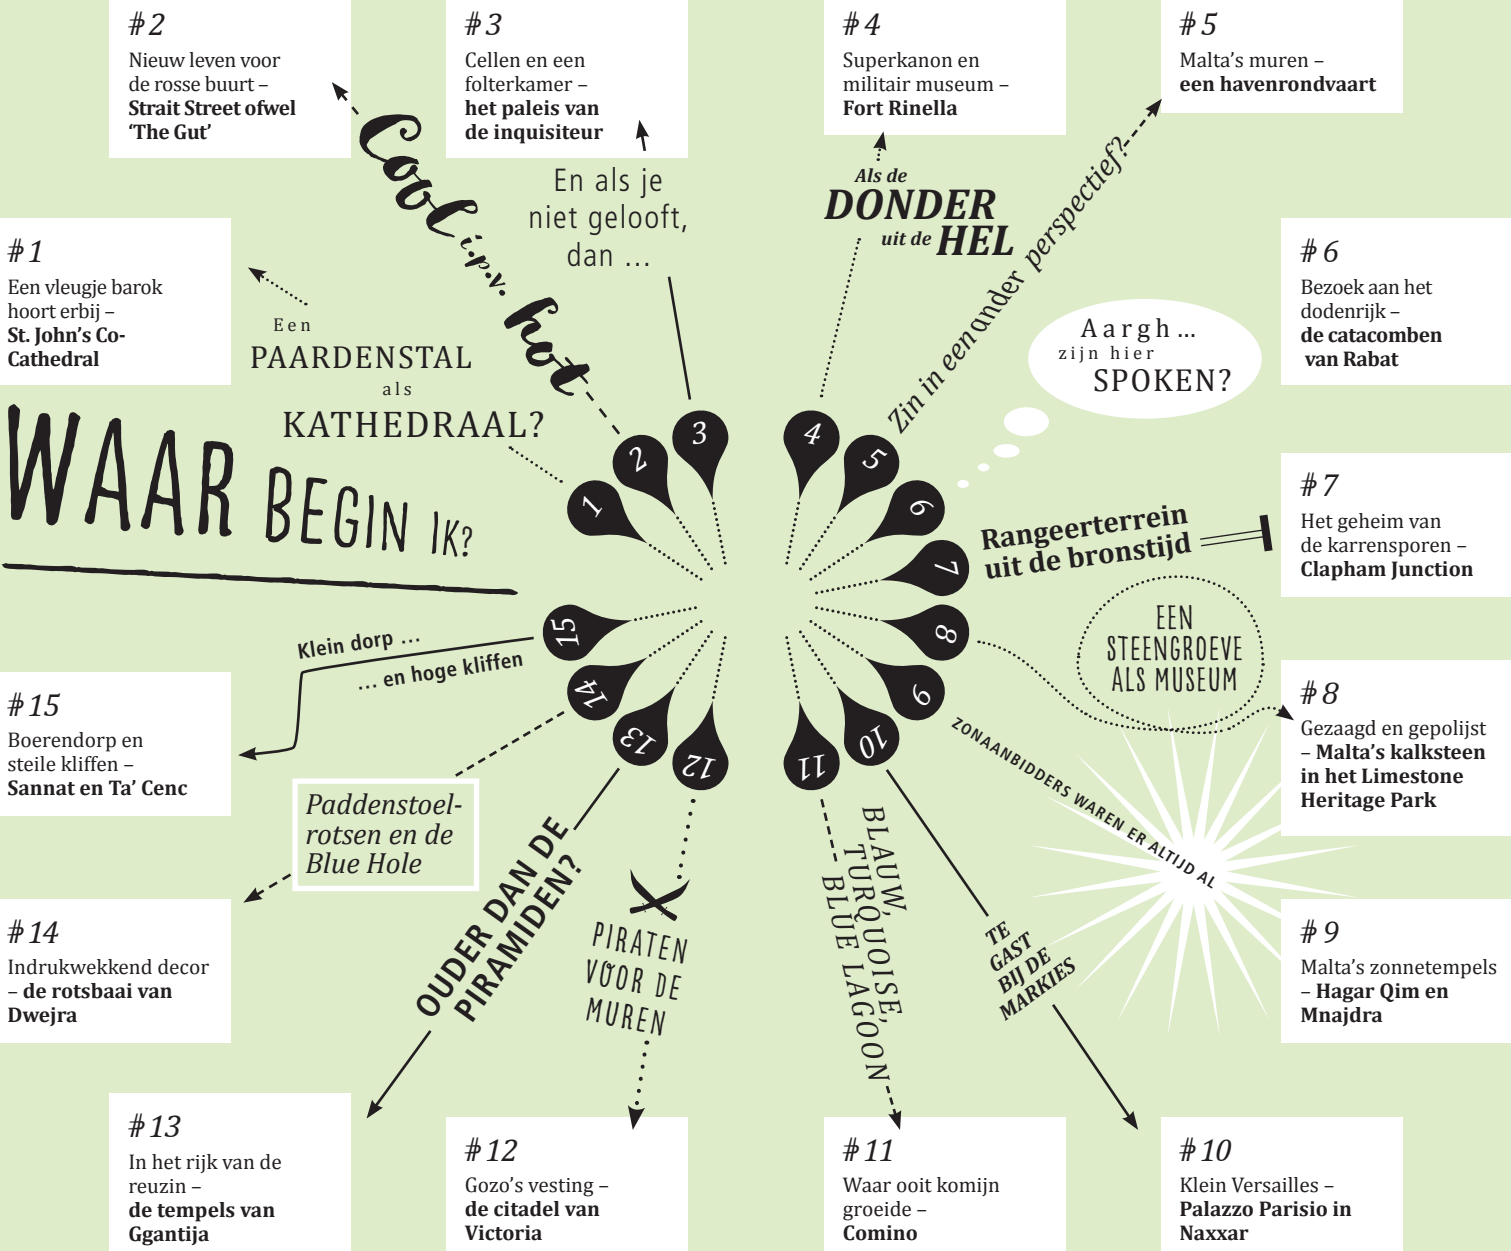 #2
Nieuw leven voor
de rosse buurt –
Strait Street ofwel
‘The Gut’
#3
Cellen en een
folterkamer –
het paleis van
de inquisiteur
#4
Superkanon en
militair museum –
Fort Rinella
#5
Malta’s muren –
een havenrondvaart
#1
Een vleugje barok
hoort erbij –
St. John’s Co-
Cathedral
Cool i.p.v. hot
En als je
niet gelooft,
dan …
Als de
DONDER
uit de HEL
Zin in een ander perspectief?
#6
Bezoek aan het
dodenrijk –
de catacomben
van Rabat
Een
PAARDENSTAL
als
KATHEDRAAL?
Aargh …
zijn hier
SPOKEN?
WAAR BEGIN IK?
1
2
3
4
5
6
7
8
9
10
11
12
13
14
15
Rangeerterrein
uit de bronstijd
#7
Het geheim van
de karrensporen –
Clapham Junction
EEN
STEENGROEVE
ALS MUSEUM
#8
Gezaagd en gepolijst
– Malta’s kalksteen
in het Limestone
Heritage Park
Klein dorp …
… en hoge kliffen
#15
Boerendorp en
steile kliffen –
Sannat en Ta’ Cenc
ZONAANBIDDERS WAREN ER ALTIJD AL
Paddenstoel-
rotsen en de
Blue Hole
OUDER DAN DE
PIRAMIDEN?
PIRATEN
VOOR DE
MUREN
BLAUW,
TURQUOISE,
BLUE LAGOON
TE
GAST
BIJ DE
MARKIES
#14
Indrukwekkend decor
– de rotsbaai van
Dwejra
#9
Malta’s zonnetempels
– Hagar Qim en
Mnajdra
#13
In het rijk van de
reuzin –
de tempels van
Ggantija
#12
Gozo’s vesting –
de citadel van
Victoria
#11
Waar ooit komijn
groeide –
Comino
#10
Klein Versailles –
Palazzo Parisio in
Naxxar